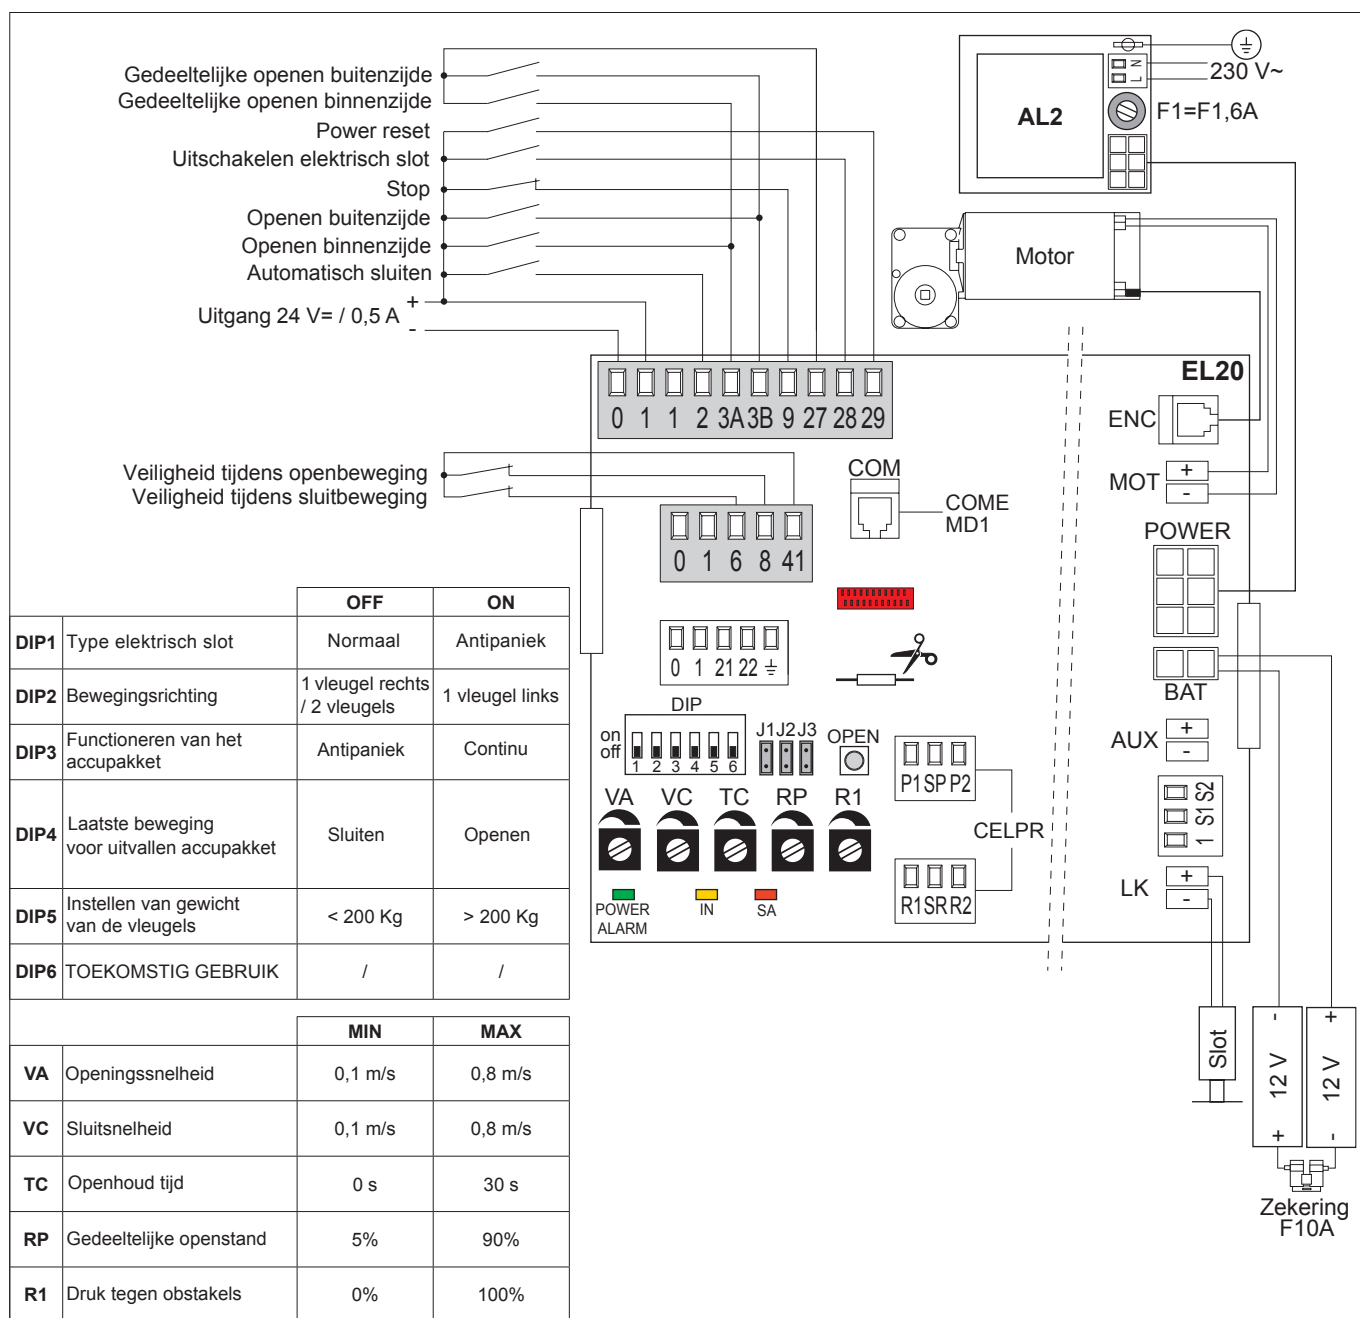 Gedeeltelijke openen buitenzijde
Gedeeltelijke openen binnenzijde
Power reset
Uitschakelen elektrisch slot
Stop
Openen buitenzijde
Openen binnenzijde
Automatisch sluiten
Uitgang 24 V= / 0,5 A
+
-
AL2
N
L
230 V~
F1=F1,6A
Motor
EL20
0 1 1 2 3A 3B 9 27 28 29
Veiligheid tijdens openbeweging
Veiligheid tijdens sluitbeweging
0 1 6 8 41
COM
COME
MD1
ENC
MOT
+
-
POWER
BAT
AUX
+
-
S2
S1
1
LK
+
-
0 1 21 22
DIP
on
off
1 2 3 4 5 6
J1 J2 J3
OPEN
VA VC TC RP R1
P1 SP P2
CELPR
R1 SR R2
POWER
ALARM
IN
SA
Slot
- 12 V +
+ 12 V -
Zekering
F10A
OFF ON
DIP1 Type elektrisch slot Normaal Antipaniek
DIP2 Bewegingsrichting 1 vleugel rechts / 2 vleugels 1 vleugel links
DIP3 Functioneren van het accupakket Antipaniek Continu
DIP4 Laatste beweging voor uitvallen accupakket Sluiten Openen
DIP5 Instellen van gewicht van de vleugels < 200 Kg > 200 Kg
DIP6 TOEKOMSTIG GEBRUIK / /
MIN MAX
VA Openingssnelheid 0,1 m/s 0,8 m/s
VC Sluitsnelheid 0,1 m/s 0,8 m/s
TC Openhoud tijd 0 s 30 s
RP Gedeeltelijke openstand 5% 90%
R1 Druk tegen obstakels 0% 100%